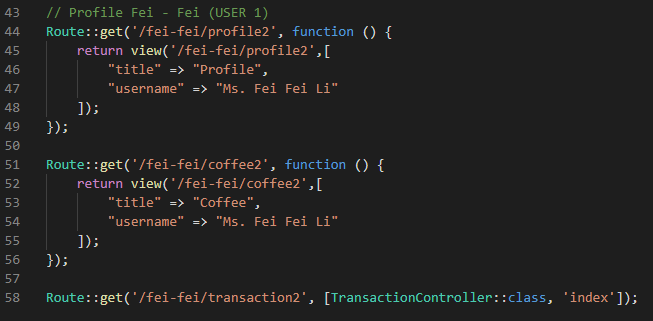 43 // Profile Fei - Fei (USER 1)
44 Route::get('/fei-fei/profile2', function () {
45     return view('/fei-fei/profile2',[
46         "title" => "Profile",
47         "username" => "Ms. Fei Fei Li"
48     ]);
49 });
50
51 Route::get('/fei-fei/coffee2', function () {
52     return view('/fei-fei/coffee2',[
53         "title" => "Coffee",
54         "username" => "Ms. Fei Fei Li"
55     ]);
56 });
57
58 Route::get('/fei-fei/transaction2', [TransactionController::class, 'index']);